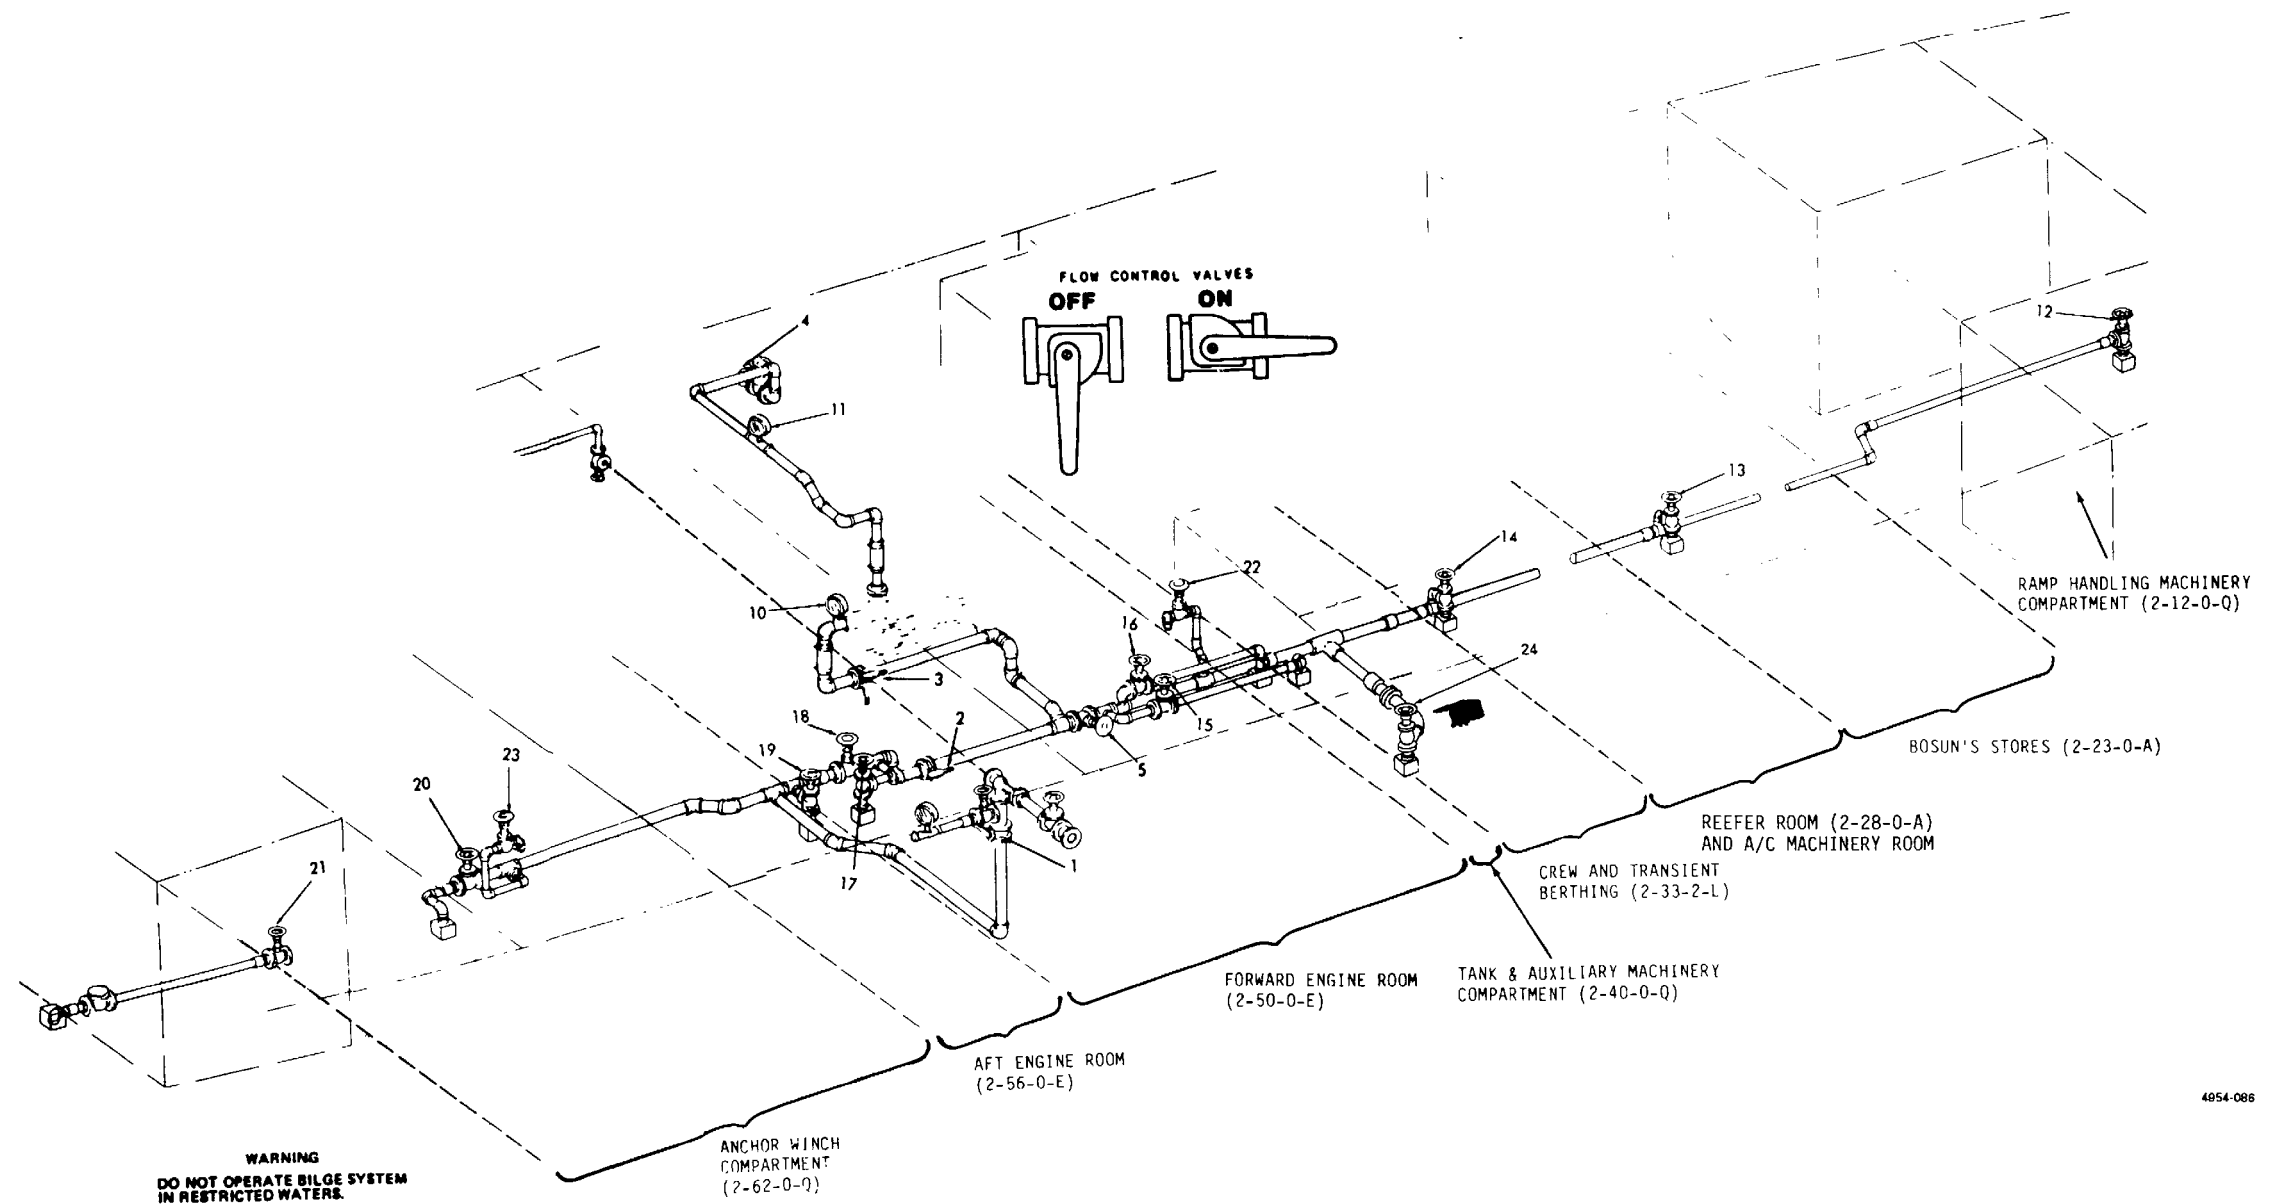 FLOW CONTROL VALVES
OFF
ON
4
12
11
13
14
22
10
16
24
3
18
2
15
19
5
23
20
17
1
21
RAMP HANDLING MACHINERY
COMPARTMENT (2-12-0-Q)
BOSUN'S STORES (2-23-0-A)
REEFER ROOM (2-28-0-A)
AND A/C MACHINERY ROOM
CREW AND TRANSIENT
BERTHING (2-33-2-L)
TANK & AUXILIARY MACHINERY
COMPARTMENT (2-40-0-Q)
FORWARD ENGINE ROOM
(2-50-0-E)
AFT ENGINE ROOM
(2-56-0-E)
ANCHOR WINCH
COMPARTMENT
(2-62-0-Q)
4954-086
WARNING
DO NOT OPERATE BILGE SYSTEM
IN RESTRICTED WATERS.